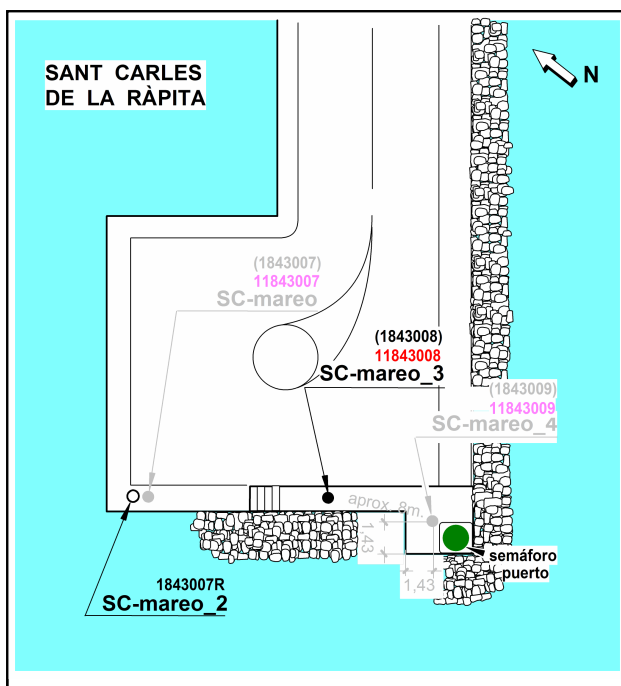 SANT CARLES
DE LA RÀPITA
N
(1843007)
11843007
SC-mareo
(1843008)
11843008
SC-mareo_3
(1843009)
11843009
SC-mareo_4
aprox. 8m.
1,43
1,43
semáforo
puerto
1843007R
SC-mareo_2